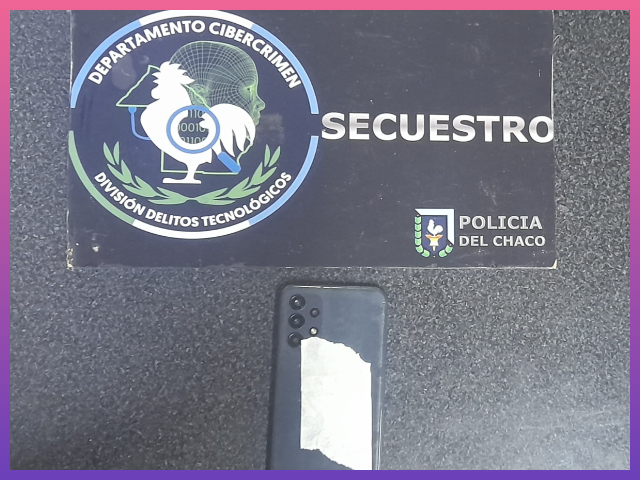 DEPARTAMENTO CIBERCRIMEN
DIVISIÓN DELITOS TECNOLÓGICOS
SECUESTRO
POLICIA
DEL CHACO